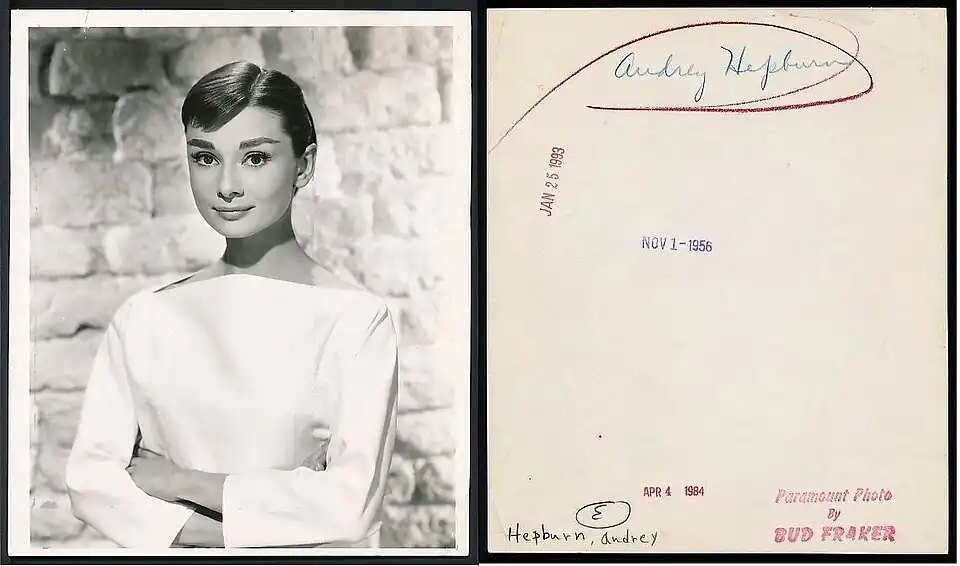 Audrey Hepburn
JAN 25 1993
NOV 1-1956
APR 4 1984
E
Hepburn, Audrey
Paramount Photo
By
BUD FRAKER